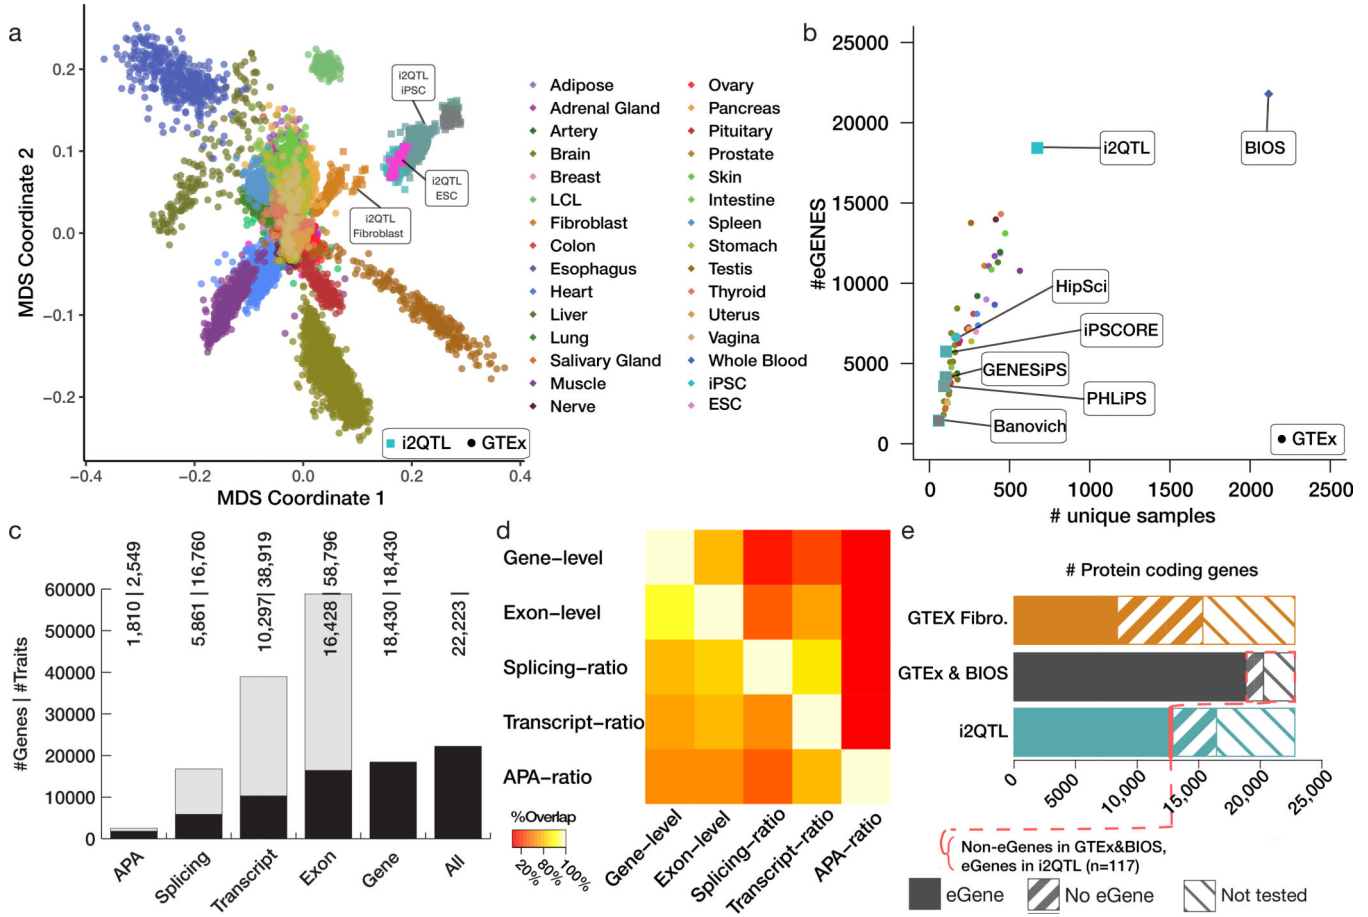 a
MDS Coordinate 2
0.2
0.1
0.0
−0.1
−0.2
−0.4
−0.2
0.0
0.2
0.4
MDS Coordinate 1
i2QTL
iPSC
i2QTL
ESC
i2QTL
Fibroblast
i2QTL
GTEx
Adipose
Adrenal Gland
Artery
Brain
Breast
LCL
Fibroblast
Colon
Esophagus
Heart
Liver
Lung
Salivary Gland
Muscle
Nerve
Ovary
Pancreas
Pituitary
Prostate
Skin
Intestine
Spleen
Stomach
Testis
Thyroid
Uterus
Vagina
Whole Blood
iPSC
ESC
b
#eGENES
25000
20000
15000
10000
5000
0
0
500
1000
1500
2000
2500
# unique samples
i2QTL
BIOS
HipSci
iPSCORE
GENESiPS
PHLiPS
Banovich
GTEx
c
#Genes | #Traits
60000
50000
40000
30000
20000
10000
0
1,810 | 2,549
5,861 | 16,760
10,297| 38,919
16,428 | 58,796
18,430 | 18,430
22,223 |
APA
Splicing
Transcript
Exon
Gene
All
d
Gene−level
Exon−level
Splicing−ratio
Transcript−ratio
APA−ratio
%Overlap
20%
80%
100%
Gene−level
Exon−level
Splicing−ratio
Transcript−ratio
APA−ratio
e
# Protein coding genes
GTEX Fibro.
GTEx & BIOS
i2QTL
0
5000
10,000
15,000
20,000
25,000
Non-eGenes in GTEx&BIOS,
eGenes in i2QTL (n=117)
eGene
No eGene
Not tested